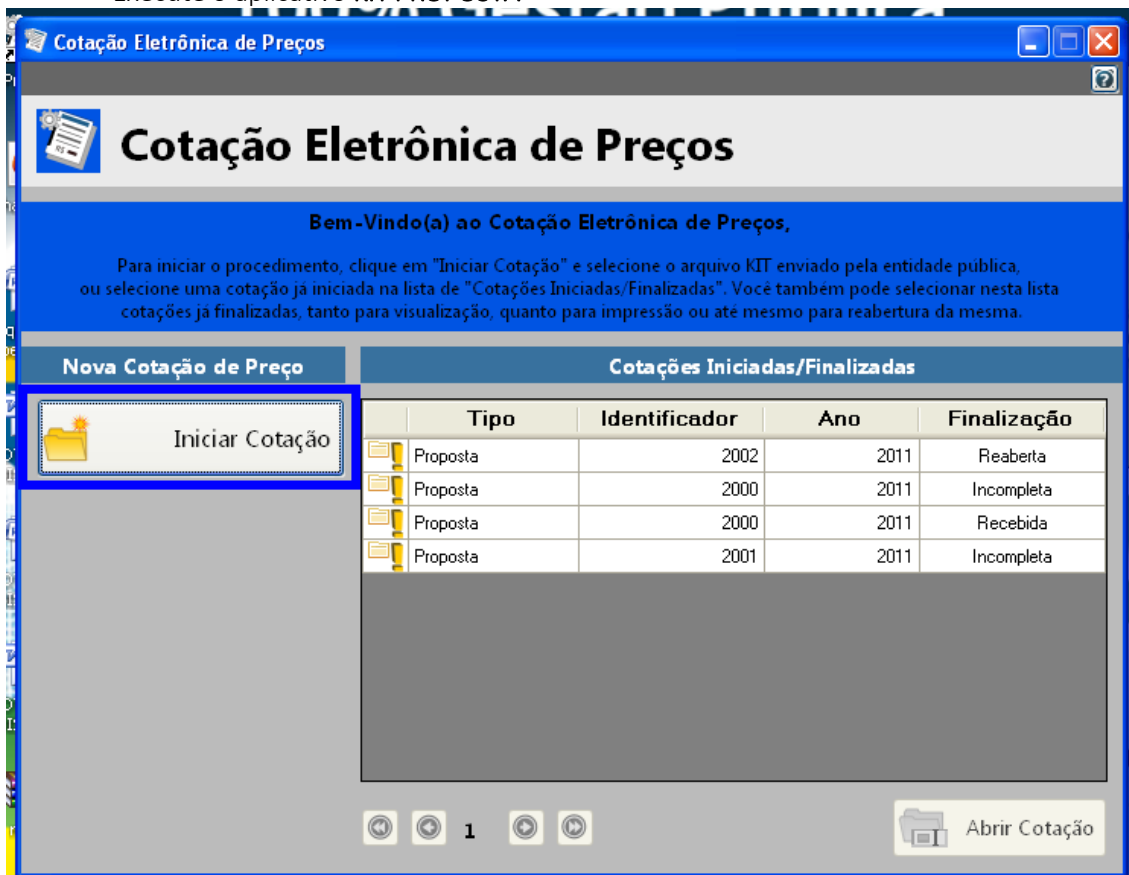 Execute o aplicativo
Cotação Eletrônica de Preços
Cotação Eletrônica de Preços
Bem-Vindo(a) ao Cotação Eletrônica de Preços,
Para iniciar o procedimento, clique em "Iniciar Cotação" e selecione o arquivo KIT enviado pela entidade pública,
ou selecione uma cotação já iniciada na lista de "Cotações Iniciadas/Finalizadas". Você também pode selecionar nesta lista
cotações já finalizadas, tanto para visualização, quanto para impressão ou até mesmo para reabertura da mesma.
Nova Cotação de Preço
Cotações Iniciadas/Finalizadas
Iniciar Cotação
Tipo Identificador Ano Finalização
Proposta 2002 2011 Reaberta
Proposta 2000 2011 Incompleta
Proposta 2000 2011 Recebida
Proposta 2001 2011 Incompleta
1
Abrir Cotação